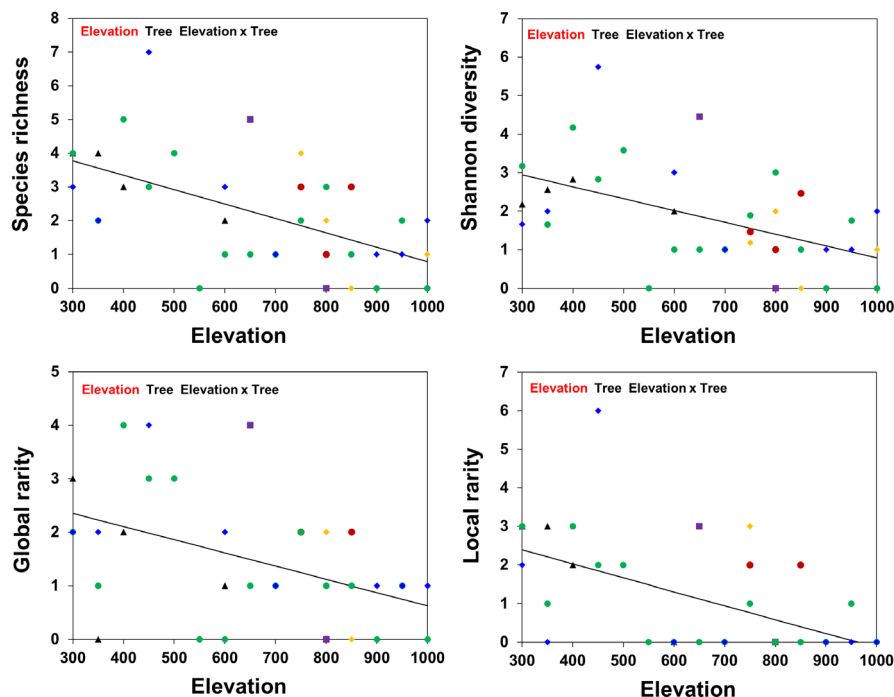 Species richness
8
7
6
5
4
3
2
1
0
Elevation Tree Elevation x Tree
300 400 500 600 700 800 900 1000
Elevation
Shannon diversity
7
6
5
4
3
2
1
0
Elevation Tree Elevation x Tree
300 400 500 600 700 800 900 1000
Elevation
Global rarity
5
4
3
2
1
0
Elevation Tree Elevation x Tree
300 400 500 600 700 800 900 1000
Elevation
Local rarity
7
6
5
4
3
2
1
0
Elevation Tree Elevation x Tree
300 400 500 600 700 800 900 1000
Elevation